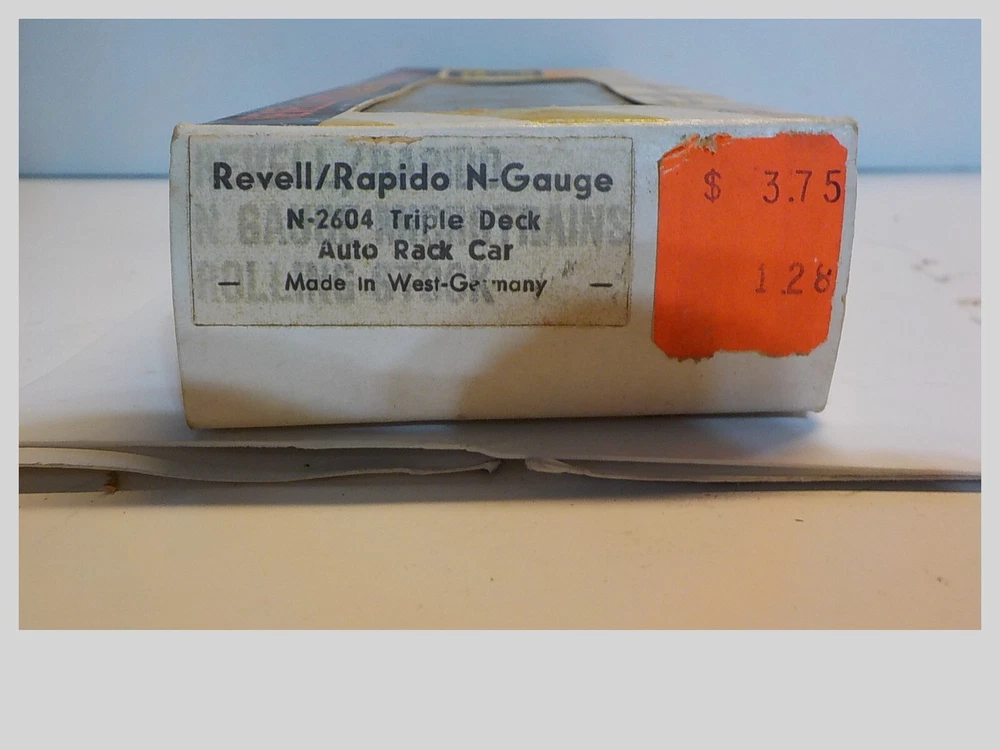 Revell/Rapido N-Gauge
N-2604 Triple Deck
Auto Rack Car
— Made in West-Germany —
$ 3.75
1.28